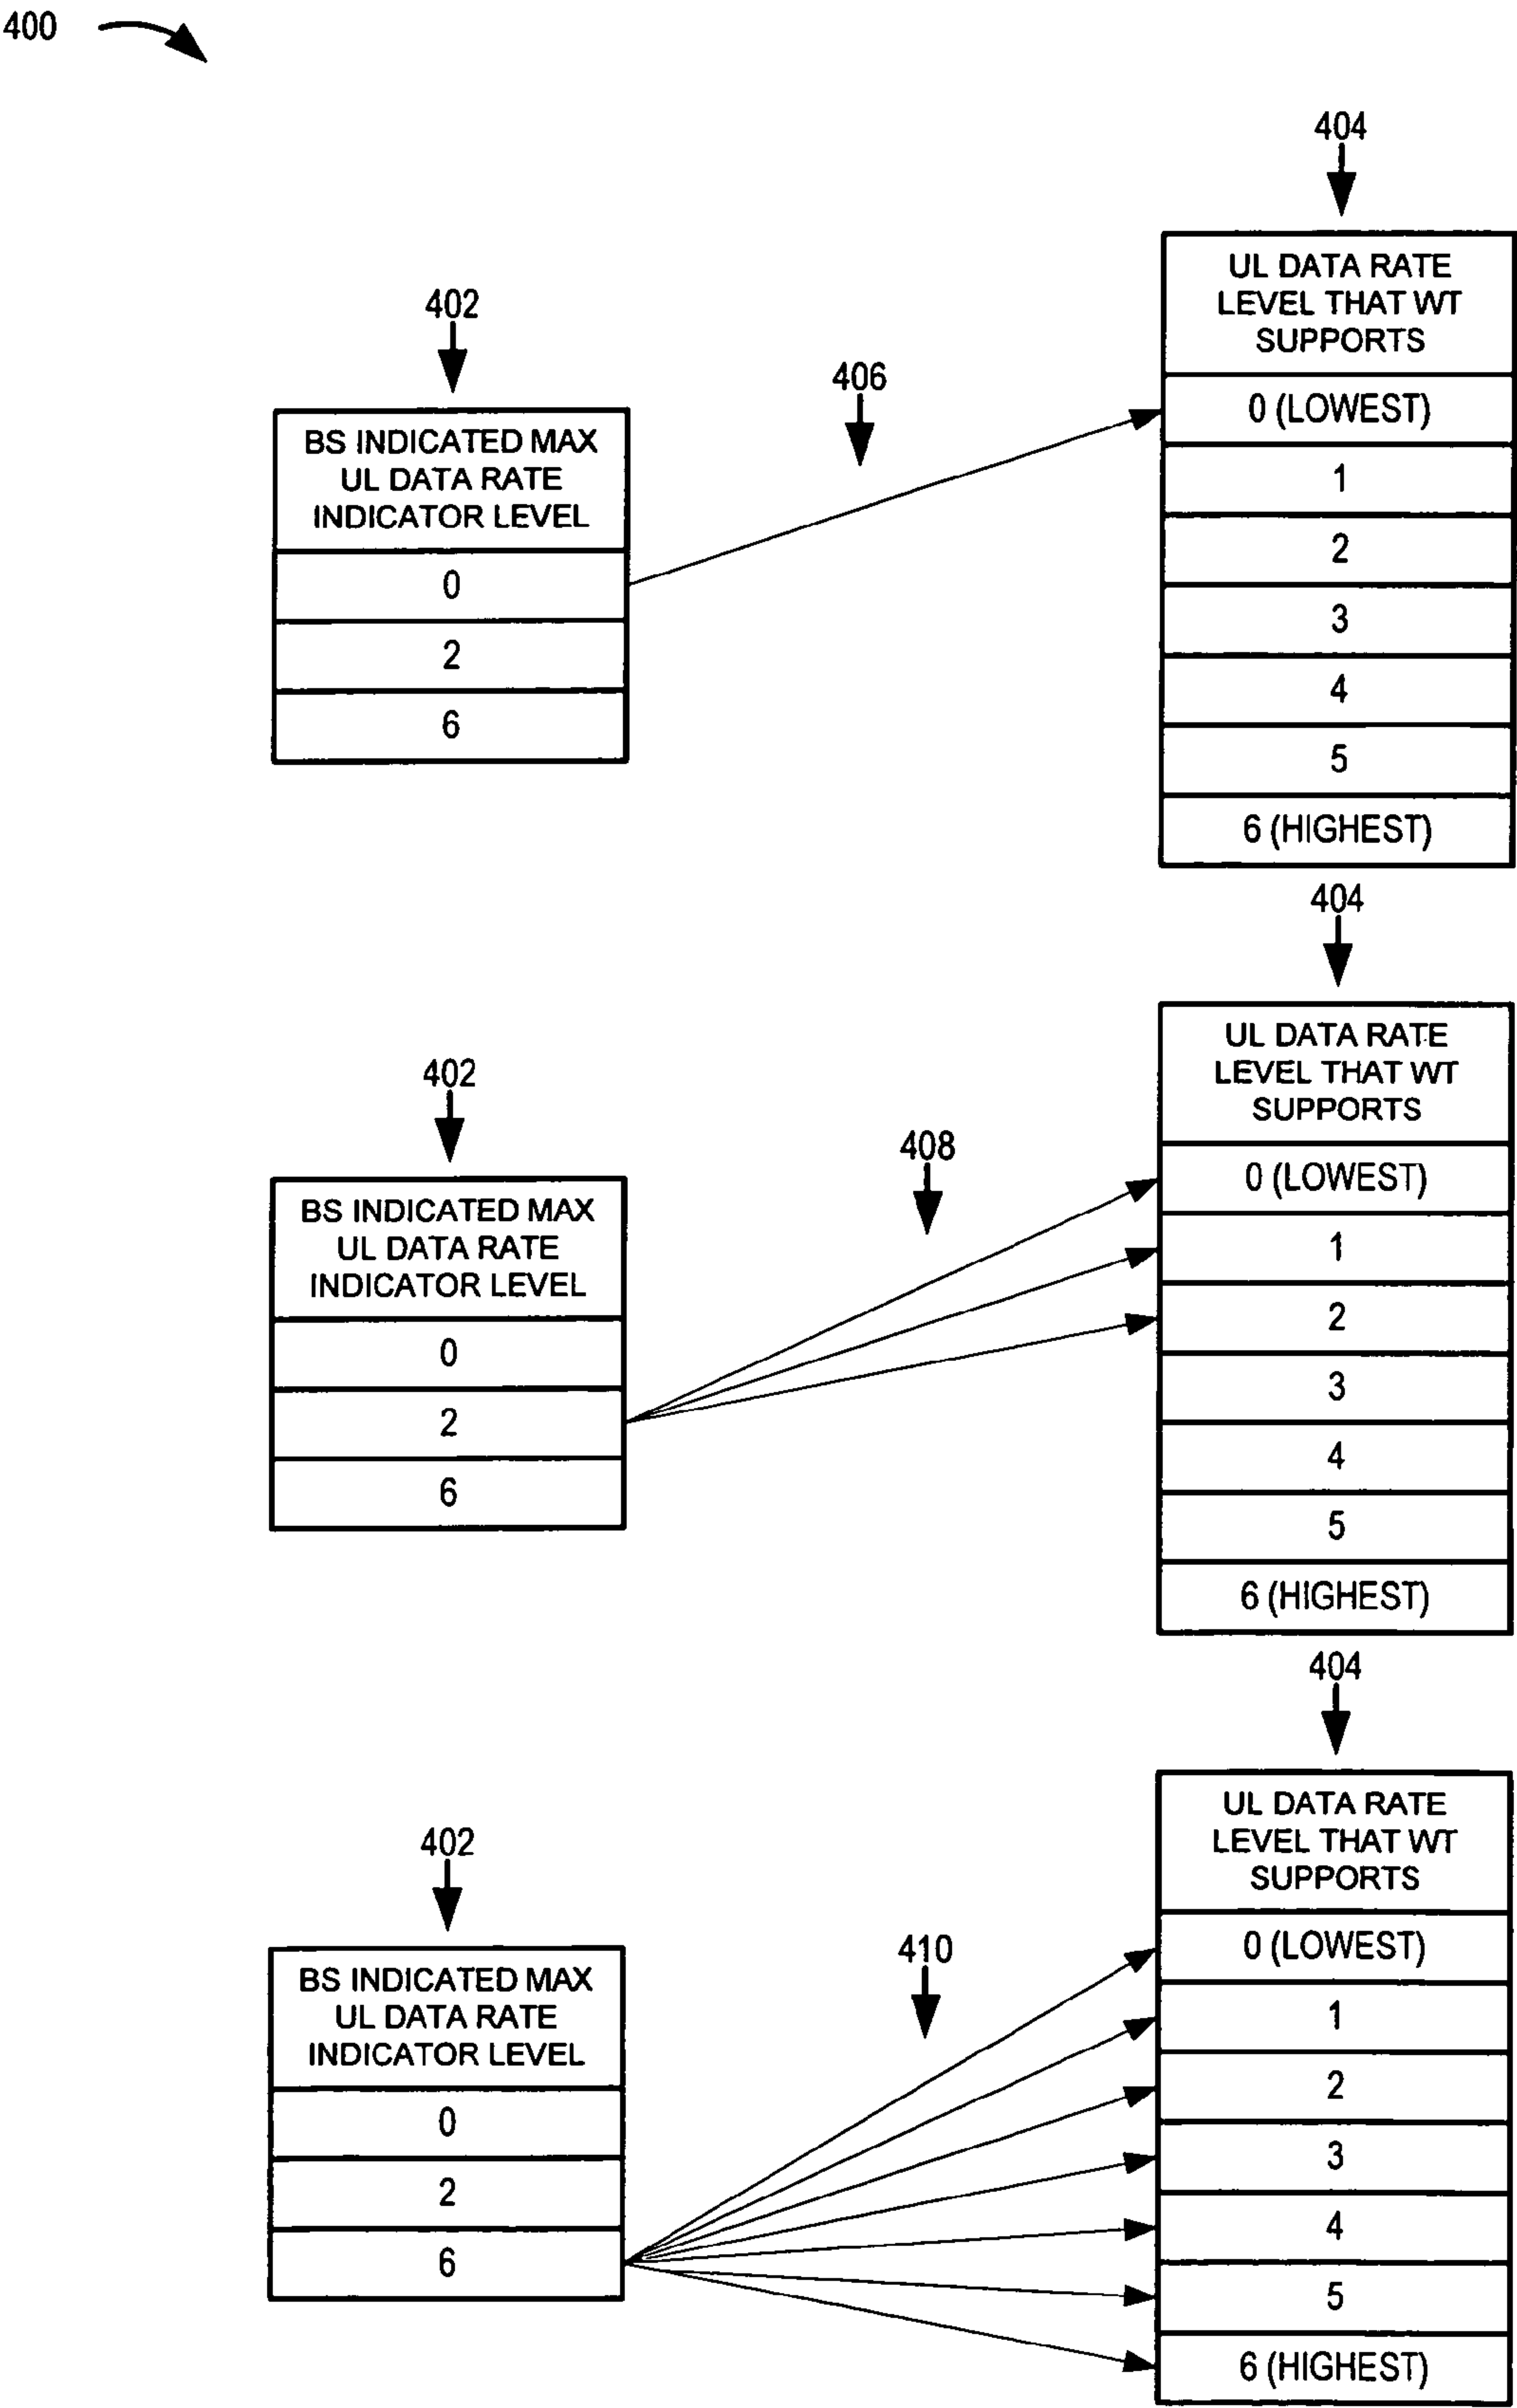 400
404
UL DATA RATE
LEVEL THAT WT
SUPPORTS
0 (LOWEST)
1
2
3
4
5
6 (HIGHEST)
402
BS INDICATED MAX
UL DATA RATE
INDICATOR LEVEL
0
2
6
406
404
UL DATA RATE
LEVEL THAT WT
SUPPORTS
0 (LOWEST)
1
2
3
4
5
6 (HIGHEST)
402
BS INDICATED MAX
UL DATA RATE
INDICATOR LEVEL
0
2
6
408
404
UL DATA RATE
LEVEL THAT WT
SUPPORTS
0 (LOWEST)
1
2
3
4
5
6 (HIGHEST)
402
BS INDICATED MAX
UL DATA RATE
INDICATOR LEVEL
0
2
6
410